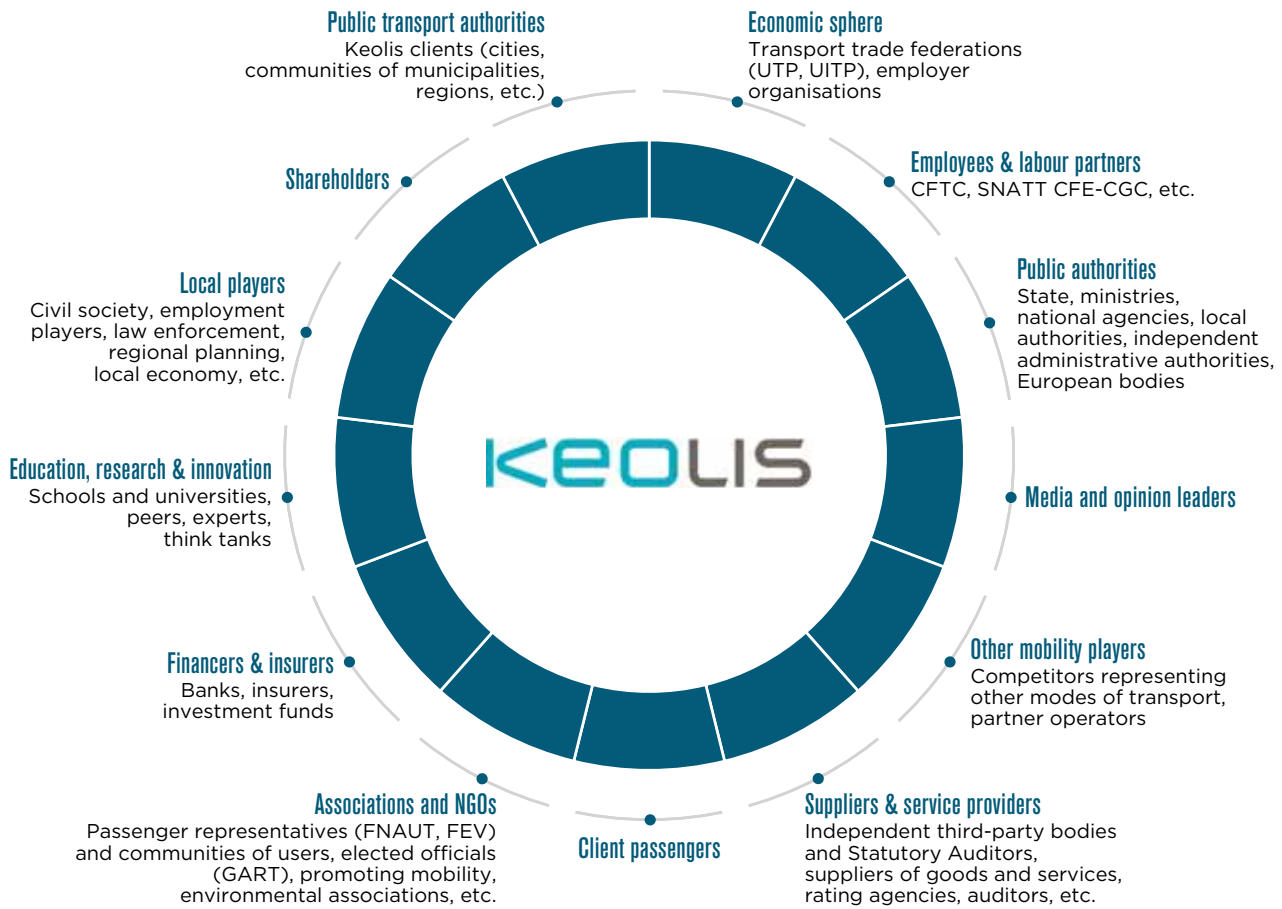 Public transport authorities
Keolis clients (cities,
communities of municipalities,
regions, etc.)
Economic sphere
Transport trade federations
(UTP, UITP), employer
organisations
Shareholders
Employees & labour partners
CFTC, SNATT CFE-CGC, etc.
Local players
Civil society, employment
players, law enforcement,
regional planning,
local economy, etc.
Public authorities
State, ministries,
national agencies, local
authorities, independent
administrative authorities,
European bodies
KEOLIS
Education, research & innovation
Schools and universities,
peers, experts,
think tanks
Media and opinion leaders
Financers & insurers
Banks, insurers,
investment funds
Other mobility players
Competitors representing
other modes of transport,
partner operators
Associations and NGOs
Passenger representatives (FNAUT, FEV)
and communities of users, elected officials
(GART), promoting mobility,
environmental associations, etc.
Client passengers
Suppliers & service providers
Independent third-party bodies
and Statutory Auditors,
suppliers of goods and services,
rating agencies, auditors, etc.